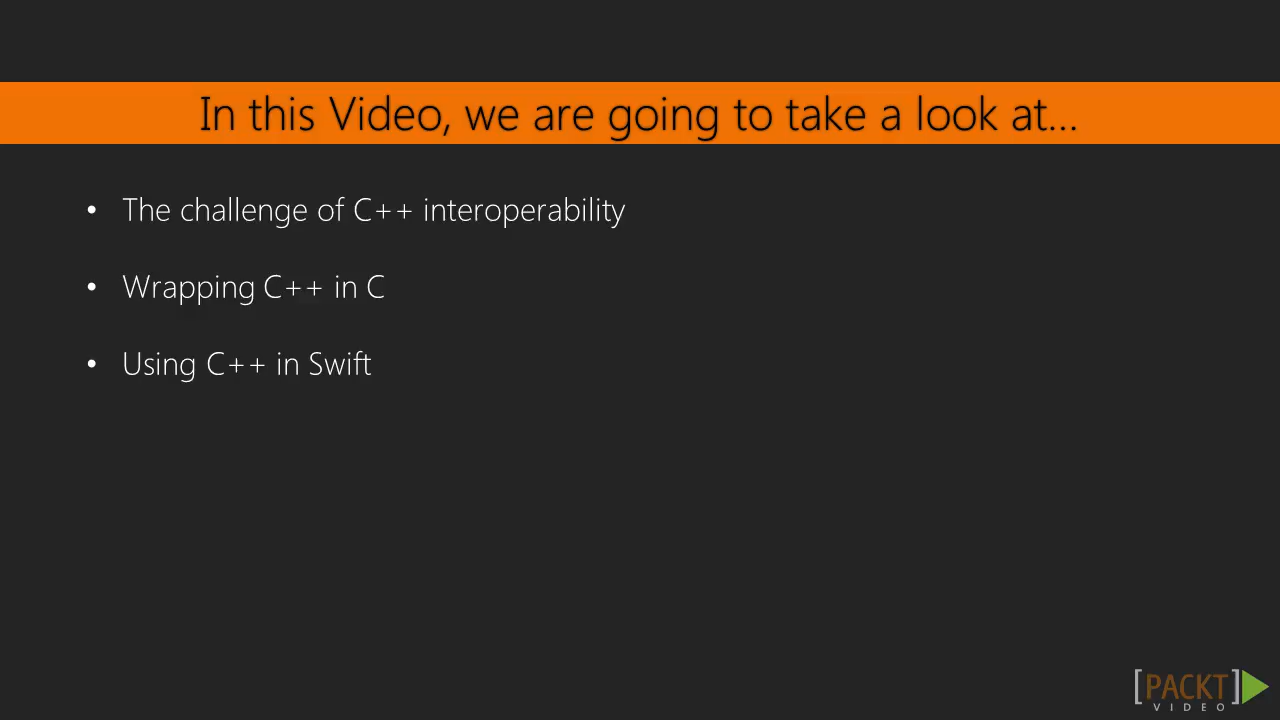 In this Video, we are going to take a look at...
• The challenge of C++ interoperability
• Wrapping C++ in C
• Using C++ in Swift
[PACKT]
VIDEO